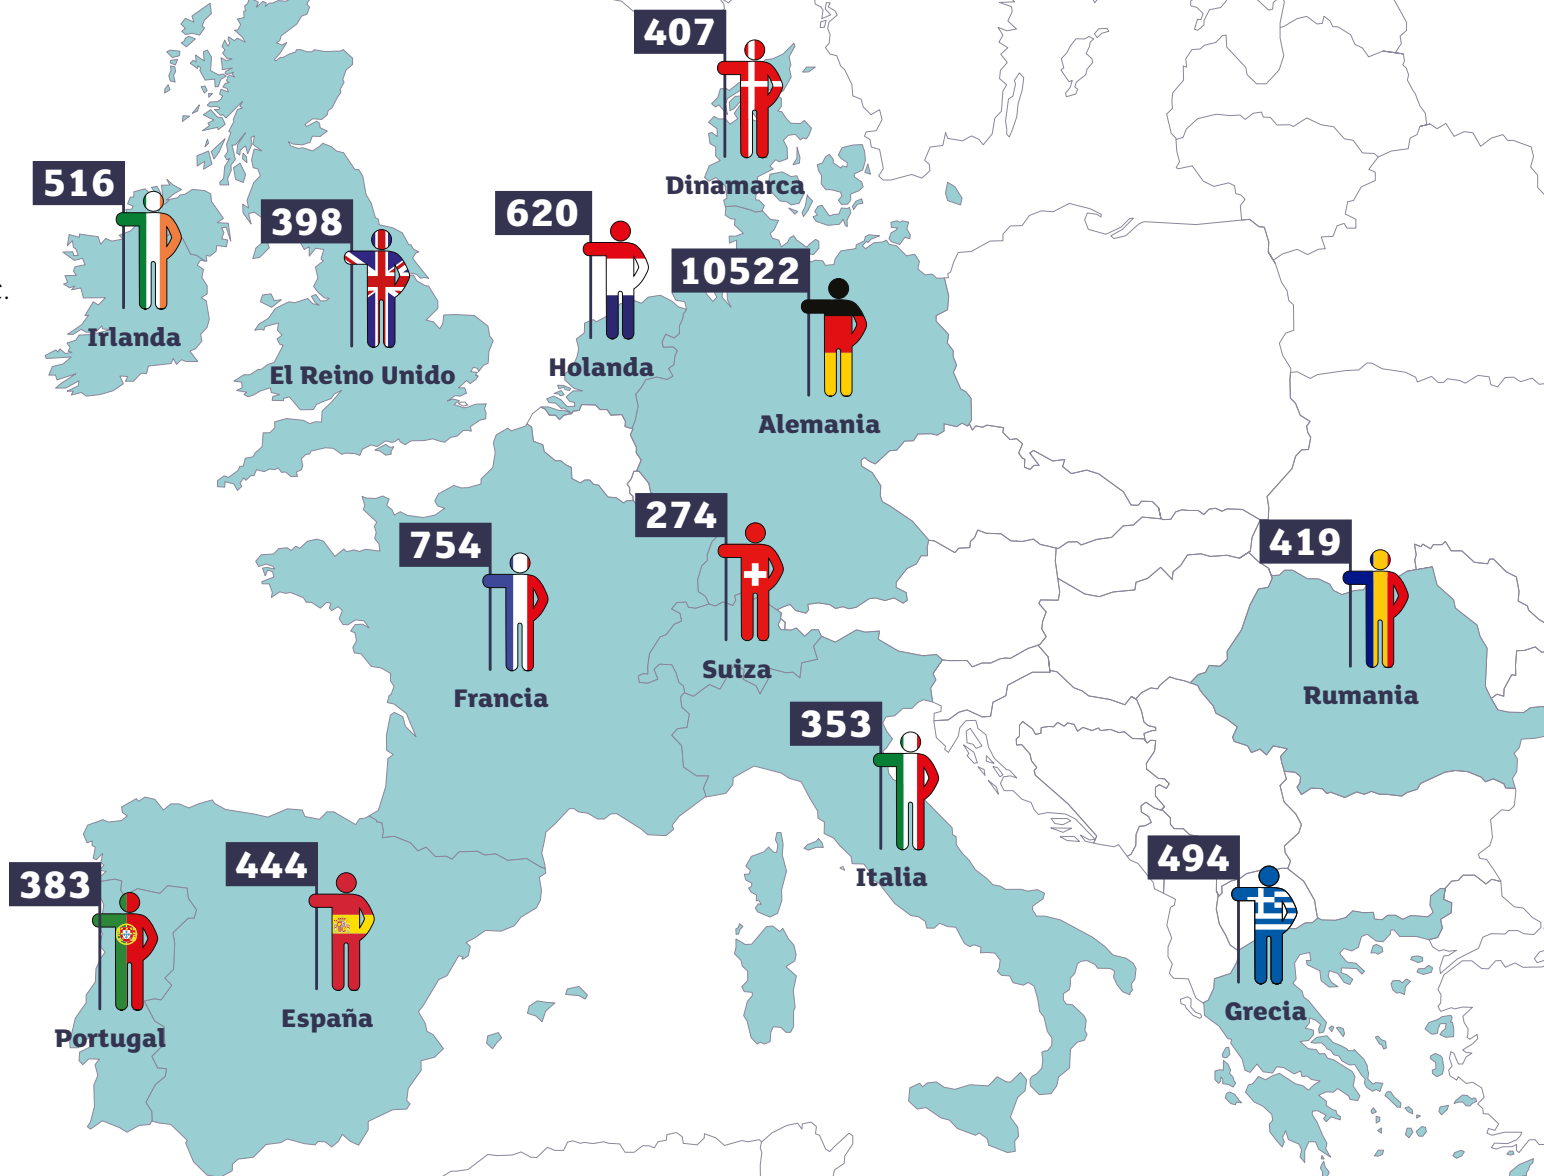 407
Dinamarca
516
Irlanda
398
El Reino Unido
620
Holanda
10522
Alemania
274
Suiza
754
Francia
419
Rumania
353
Italia
494
Grecia
444
España
383
Portugal